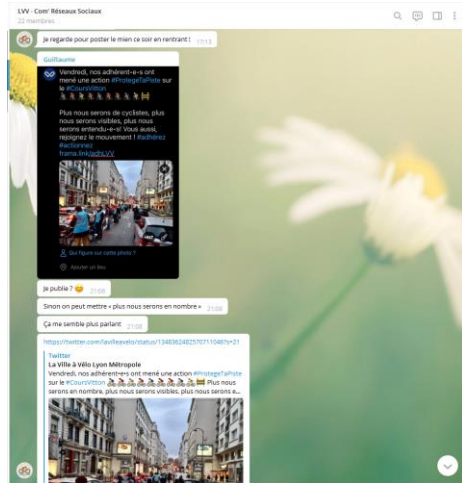 LVV - Com' Réseaux Sociaux
22 membres
Je regarde pour poster le mien ce soir en rentrant ! 17:13
Guillaume
Vendredi, nos adhérent•e•s ont
mené une action #ProtegeTaPiste sur
le #CoursVitton
Plus nous serons de cyclistes, plus
nous serons visibles, plus nous
serons entendu•e•s! Vous aussi,
rejoignez le mouvement ! #adhérez
#actionnez
frama.link/adhLVV
Qui figure sur cette photo ?
Ajouter un lieu
Je publie ? 21:08
Sinon on peut mettre « plus nous serons en nombre » 21:08
Ça me semble plus parlant 21:08
Twitter
La Ville à Vélo Lyon Métropole
Vendredi, nos adhérent•e•s ont mené une action #ProtegeTaPiste
sur le #CoursVitton Plus nous
serons en nombre, plus nous serons visibles, plus nous serons e...